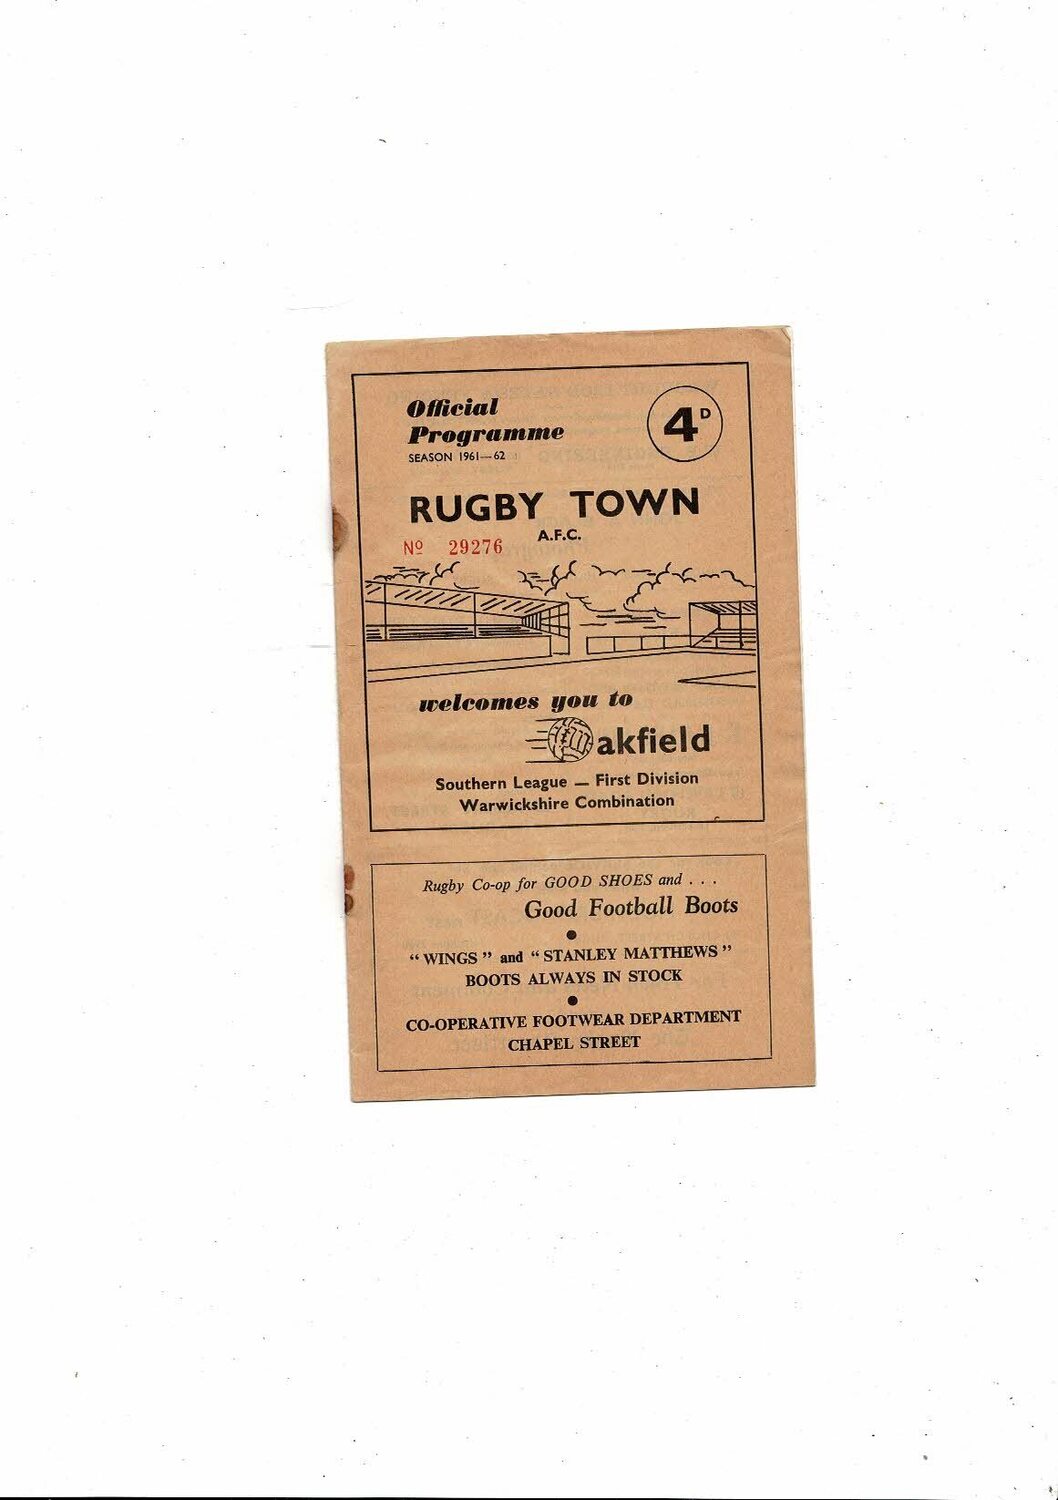 Official
Programme
SEASON 1961—62
4D
RUGBY TOWN
A.F.C.
Nº 29276
welcomes you to
akfield
Southern League — First Division
Warwickshire Combination
Rugby Co-op for GOOD SHOES and . . .
Good Football Boots
"WINGS" and "STANLEY MATTHEWS"
BOOTS ALWAYS IN STOCK
CO-OPERATIVE FOOTWEAR DEPARTMENT
CHAPEL STREET